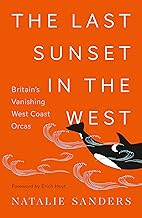 THE LAST
SUNSET
IN THE
WEST
Britain's
Vanishing
West Coast
Orcas
Foreword by Erich Hoyt
NATALIE SANDERS